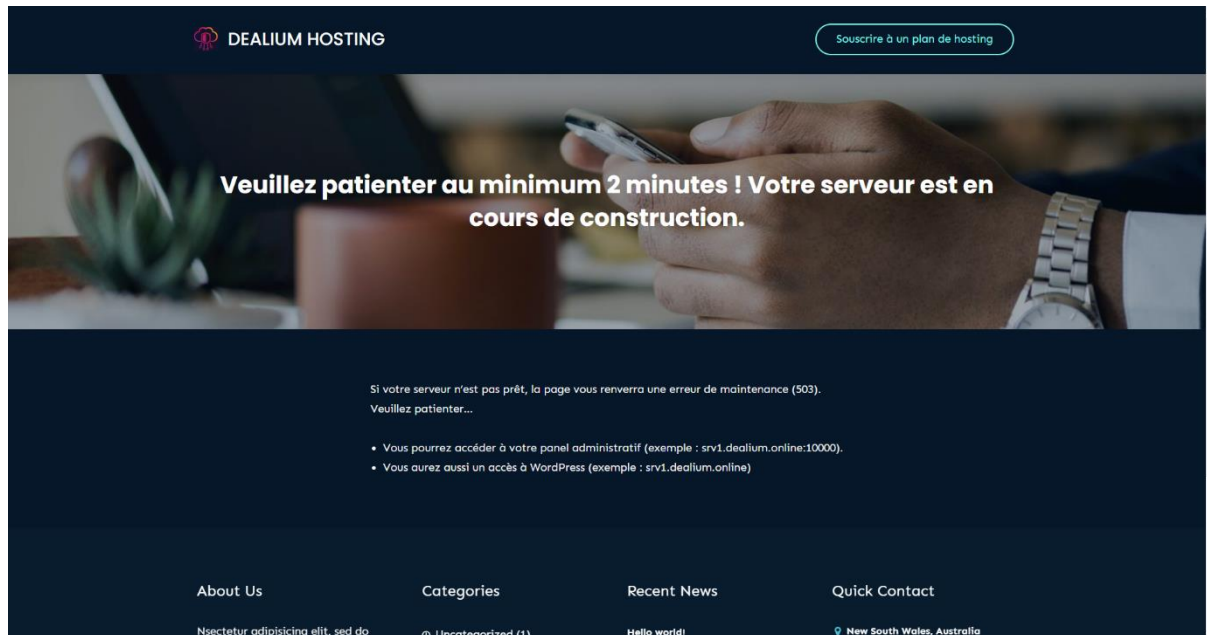 DEALIUM HOSTING
Souscrire à un plan de hosting
Veuillez patienter au minimum 2 minutes ! Votre serveur est en
cours de construction.
Si votre serveur n'est pas prêt, la page vous renverra une erreur de maintenance (503).
Veuillez patienter...
• Vous pourrez accéder à votre panel administratif (exemple : srv1.dealium.online:10000).
• Vous aurez aussi un accès à WordPress (exemple : srv1.dealium.online)
About Us
Categories
Recent News
Quick Contact
Nsectetur adipisicing elit, sed do
Uncategorized (1)
Hello world!
New South Wales, Australia